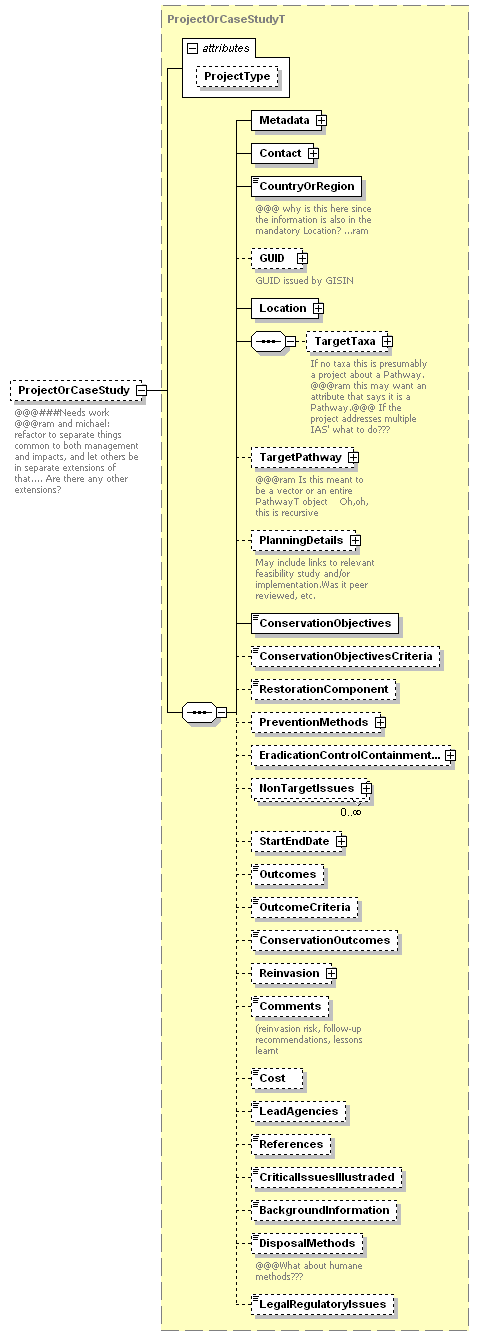 ProjectOrCaseStudyT
attributes
ProjectType
Metadata
Contact
CountryOrRegion
@@@ why is this here since
the information is also in the
mandatory Location? ...ram
GUID
GUID issued by GISIN
Location
TargetTaxa
If no taxa this is presumably
a project about a Pathway.
@@@ram this may want an
attribute that says it is a
Pathway.@@@ If the
project addresses multiple
IAS' what to do???
ProjectOrCaseStudy
@@@###Needs work
@@@ram and michael:
refactor to separate things
common to both management
and impacts, and let others be
in separate extensions of
that.... Are there any other
extensions?
TargetPathway
@@@ram Is this meant to
be a vector or an entire
PathwayT object Oh,oh,
this is recursive
PlanningDetails
May include links to relevant
feasibility study and/or
implementation.Was it peer
reviewed, etc.
ConservationObjectives
ConservationObjectivesCriteria
RestorationComponent
PreventionMethods
EradicationControlContainment...
NonTargetIssues
0..∞
StartEndDate
Outcomes
OutcomeCriteria
ConservationOutcomes
Reinvasion
Comments
(reinvasion risk, follow-up
recommendations, lessons
learnt
Cost
LeadAgencies
References
CriticalIssuesIllustraded
BackgroundInformation
DisposalMethods
@@@What about humane
methods???
LegalRegulatoryIssues